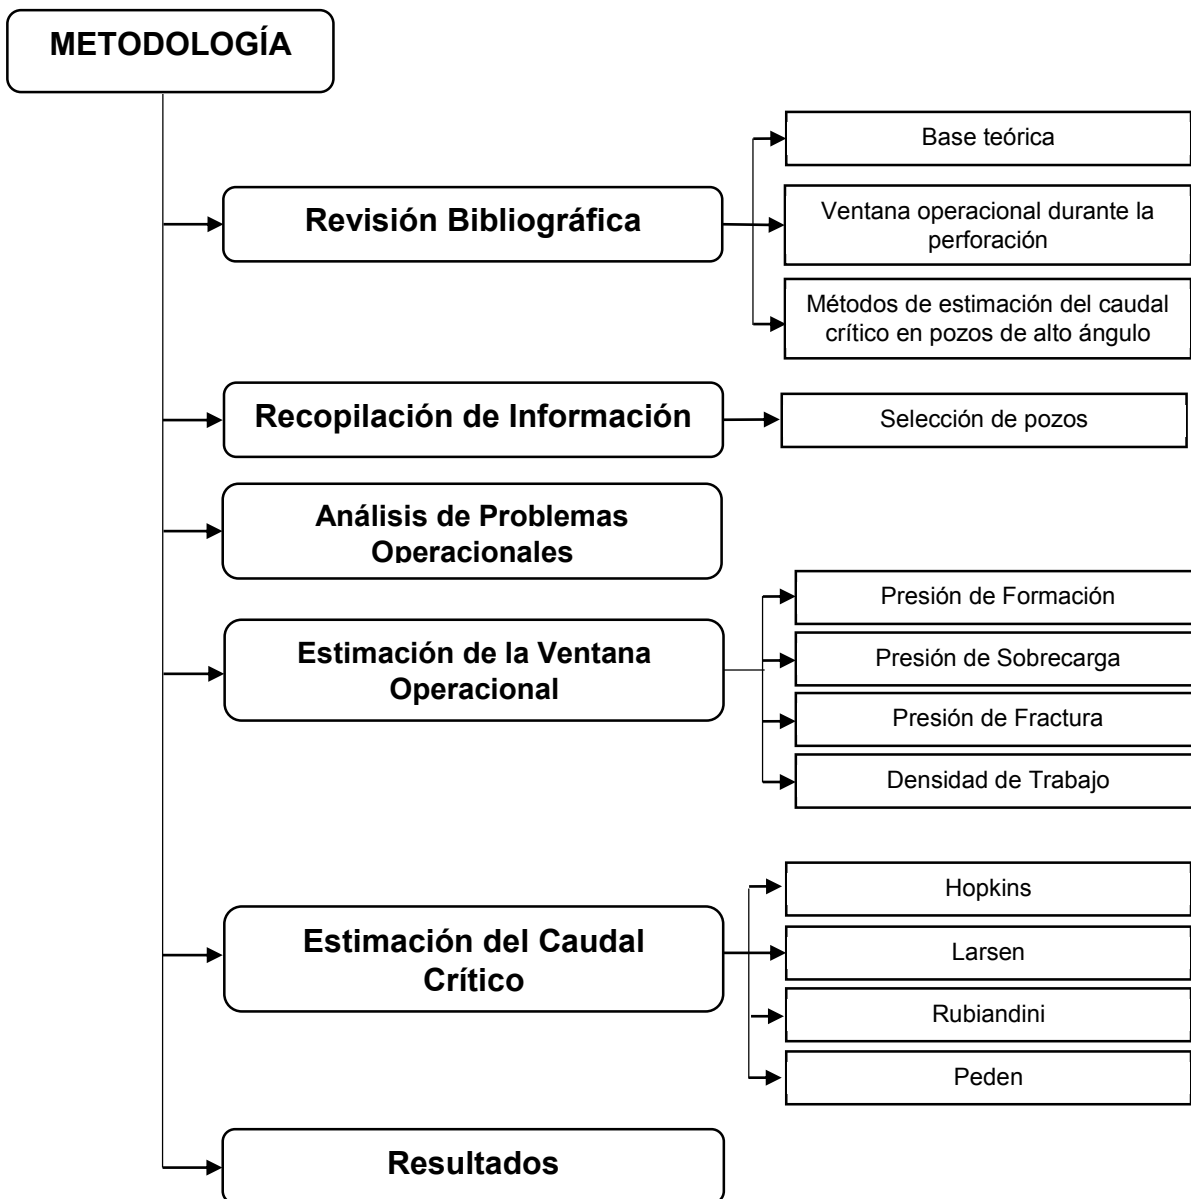 METODOLOGÍA
Revisión Bibliográfica
Base teórica
Ventana operacional durante la
perforación
Métodos de estimación del caudal
crítico en pozos de alto ángulo
Recopilación de Información
Selección de pozos
Análisis de Problemas
Operacionales
Estimación de la Ventana
Operacional
Presión de Formación
Presión de Sobrecarga
Presión de Fractura
Densidad de Trabajo
Estimación del Caudal
Crítico
Hopkins
Larsen
Rubiandini
Peden
Resultados